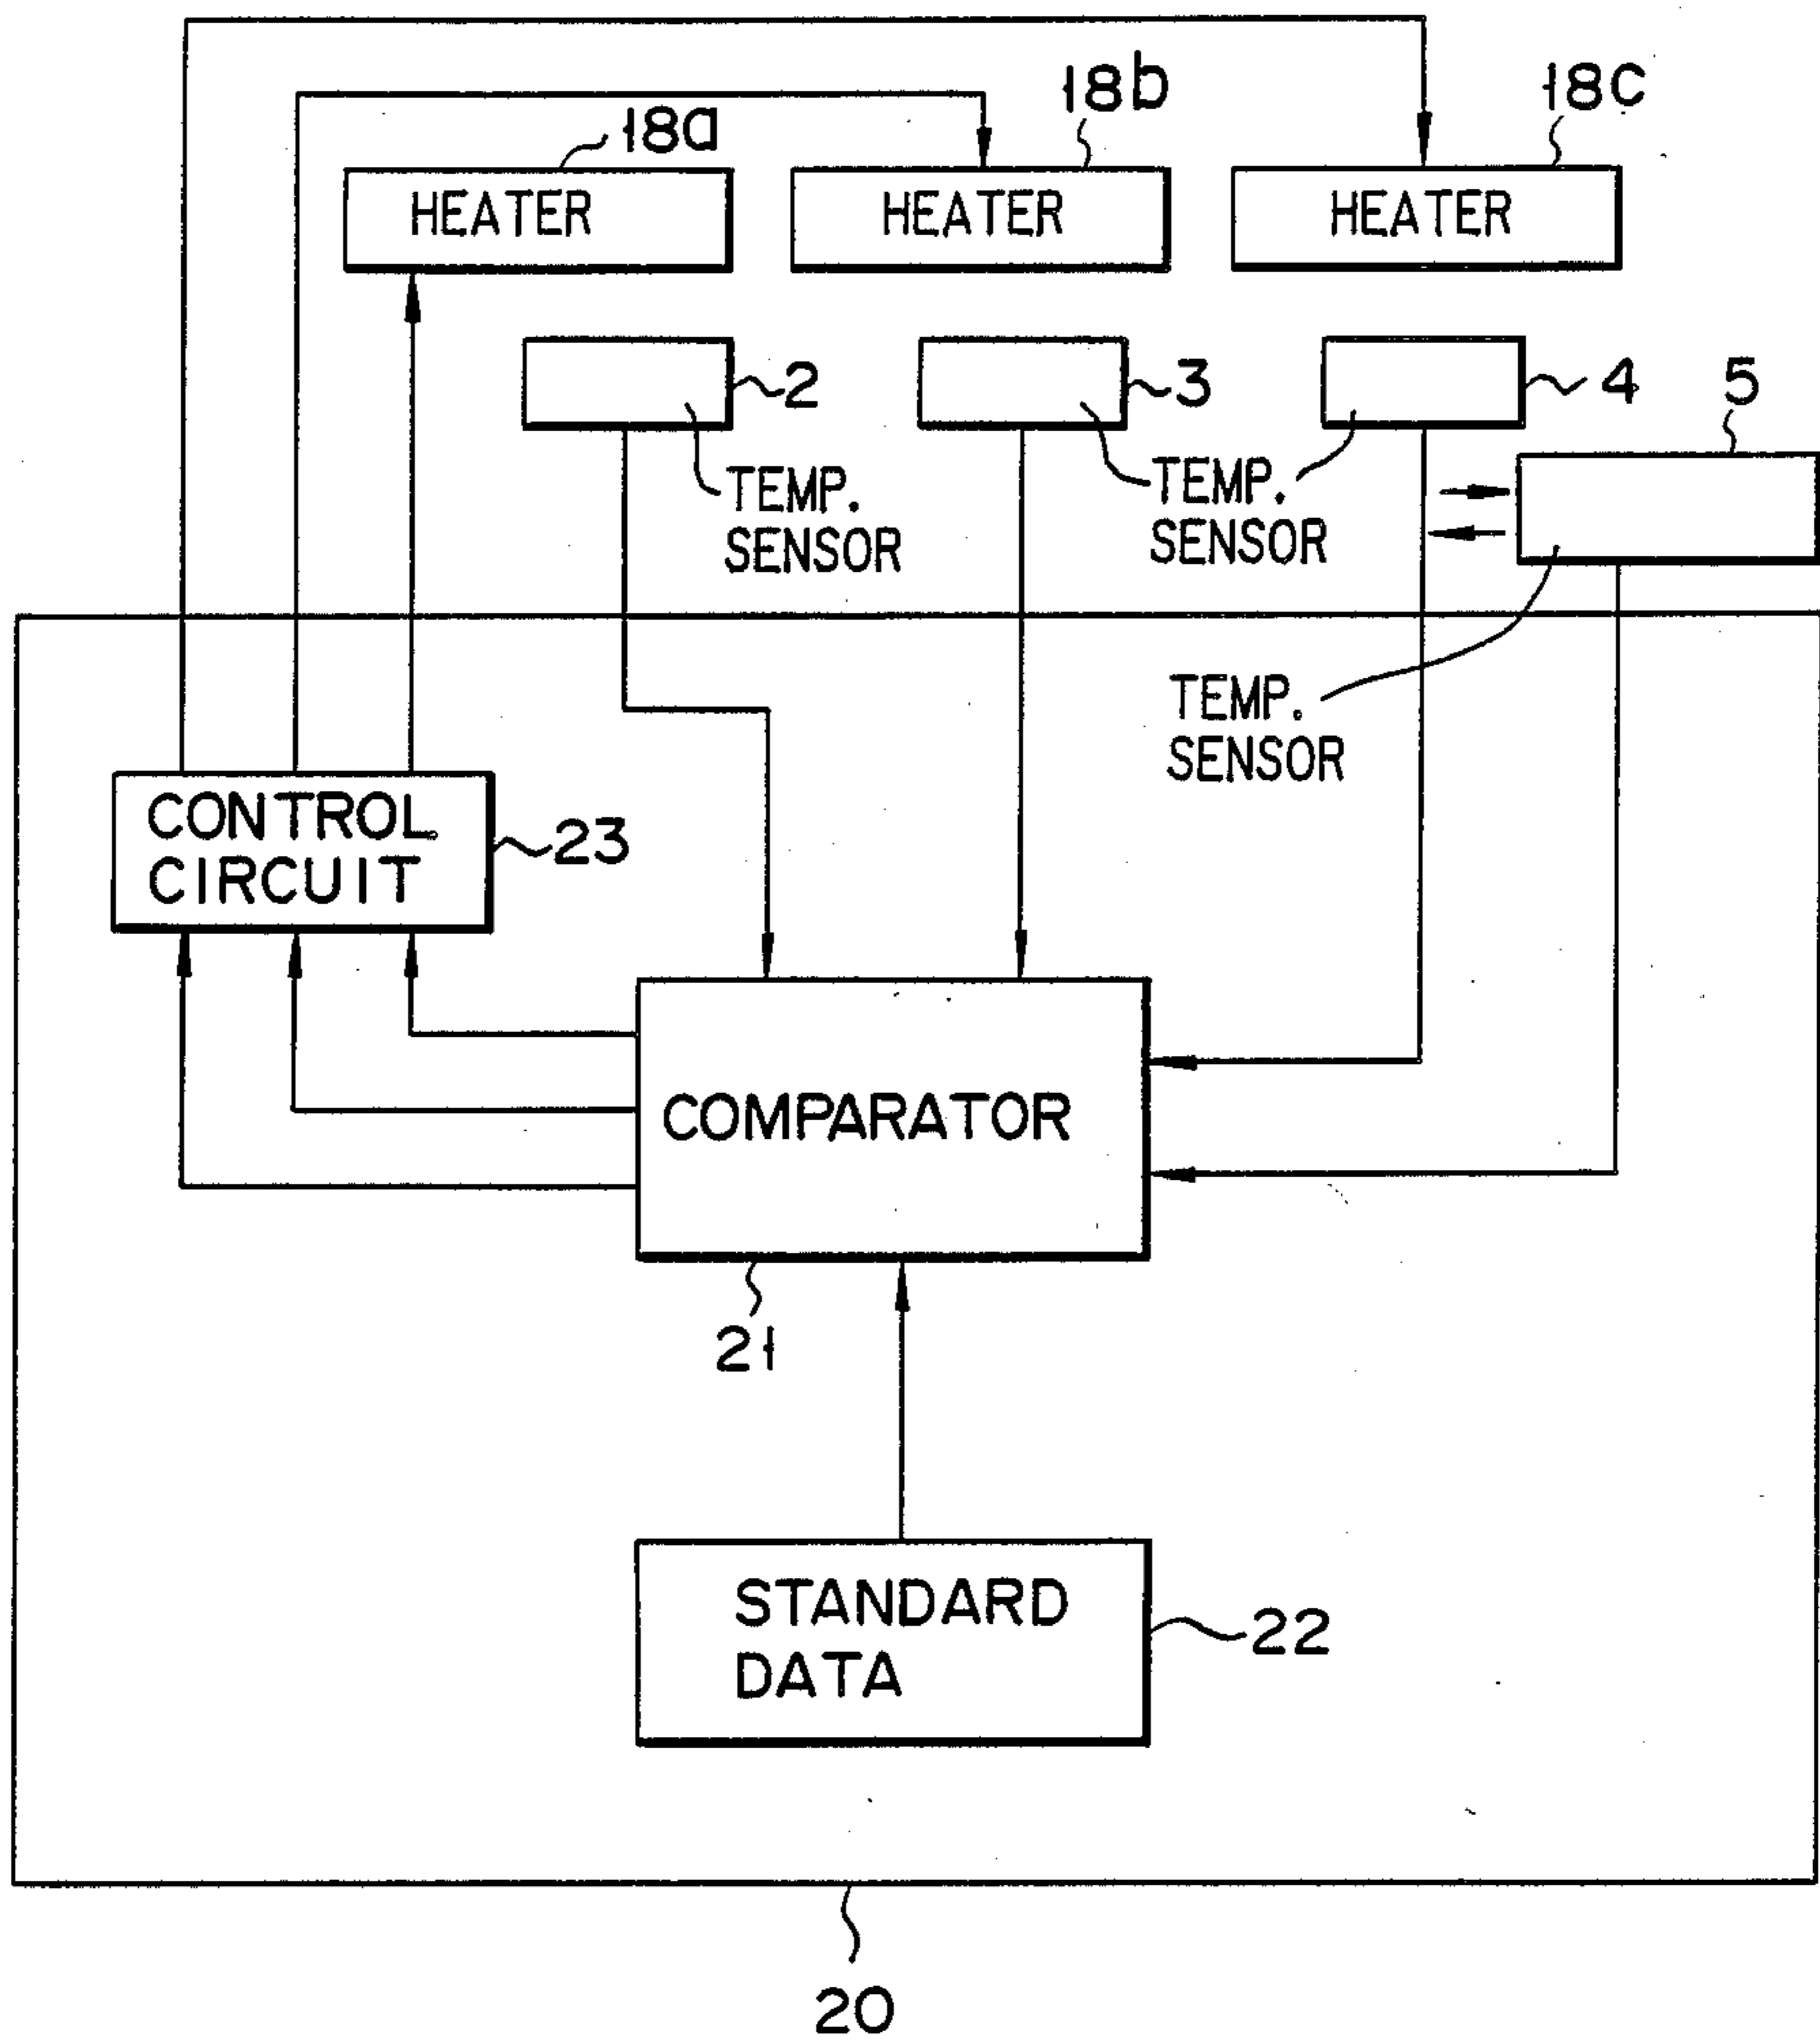 18a
18b
18c
HEATER
HEATER
HEATER
2
3
4
5
TEMP.
SENSOR
TEMP.
SENSOR
TEMP.
SENSOR
CONTROL
CIRCUIT
23
COMPARATOR
21
STANDARD
DATA
22
20